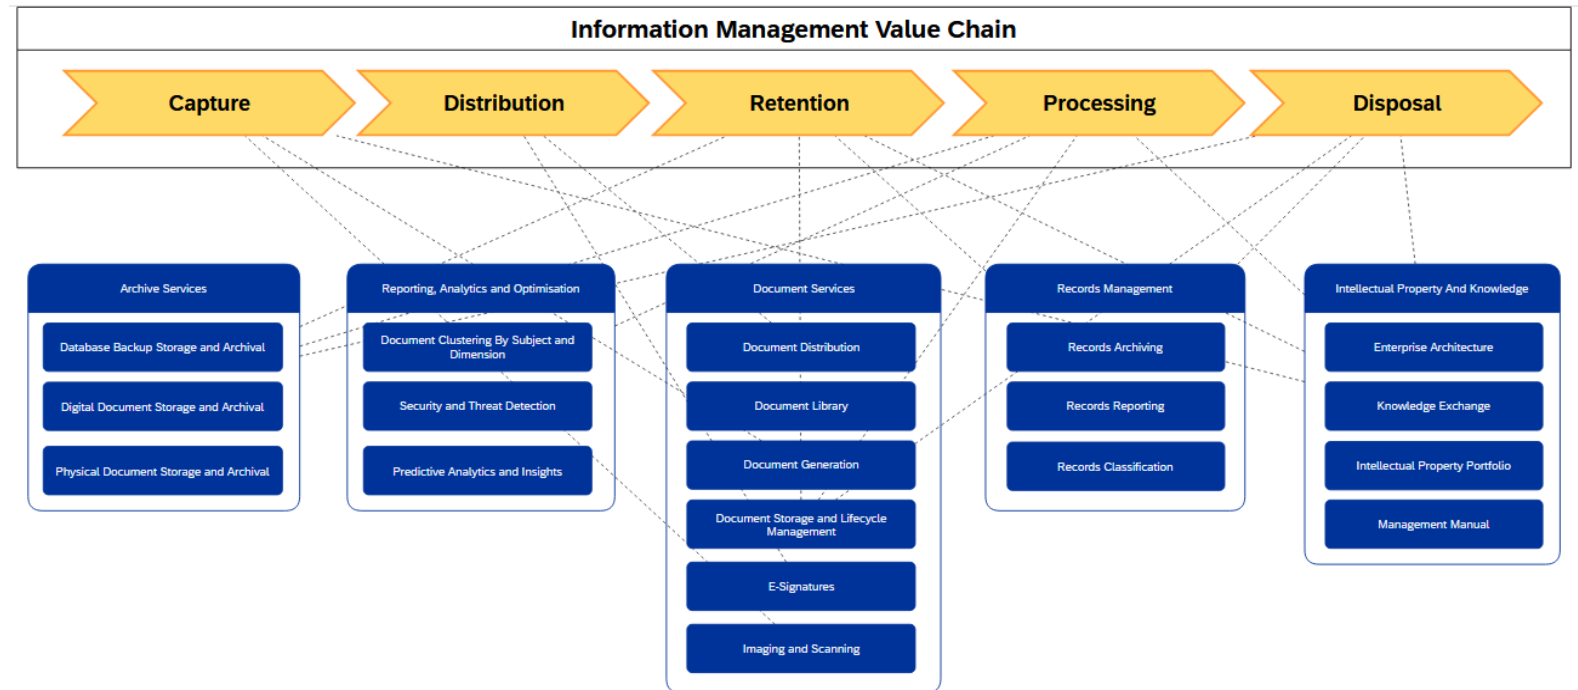 Information Management Value Chain
Capture
Distribution
Retention
Processing
Disposal
Archive Services
Database Backup Storage and Archival
Digital Document Storage and Archival
Physical Document Storage and Archival
Reporting, Analytics and Optimisation
Document Clustering By Subject and
Dimension
Security and Threat Detection
Predictive Analytics and Insights
Document Services
Document Distribution
Document Library
Document Generation
Document Storage and Lifecycle
Management
E-Signatures
Imaging and Scanning
Records Management
Records Archiving
Records Reporting
Records Classification
Intellectual Property And Knowledge
Enterprise Architecture
Knowledge Exchange
Intellectual Property Portfolio
Management Manual